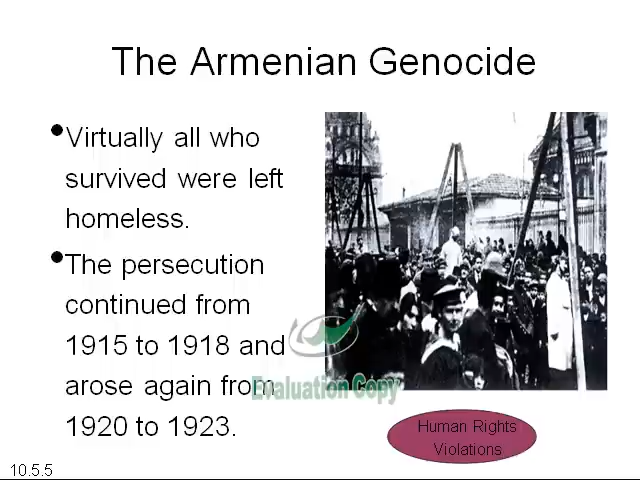 The Armenian Genocide
•Virtually all who
survived were left
homeless.
•The persecution
continued from
1915 to 1918 and
arose again from
1920 to 1923.
Evaluation Copy
Human Rights
Violations
10.5.5